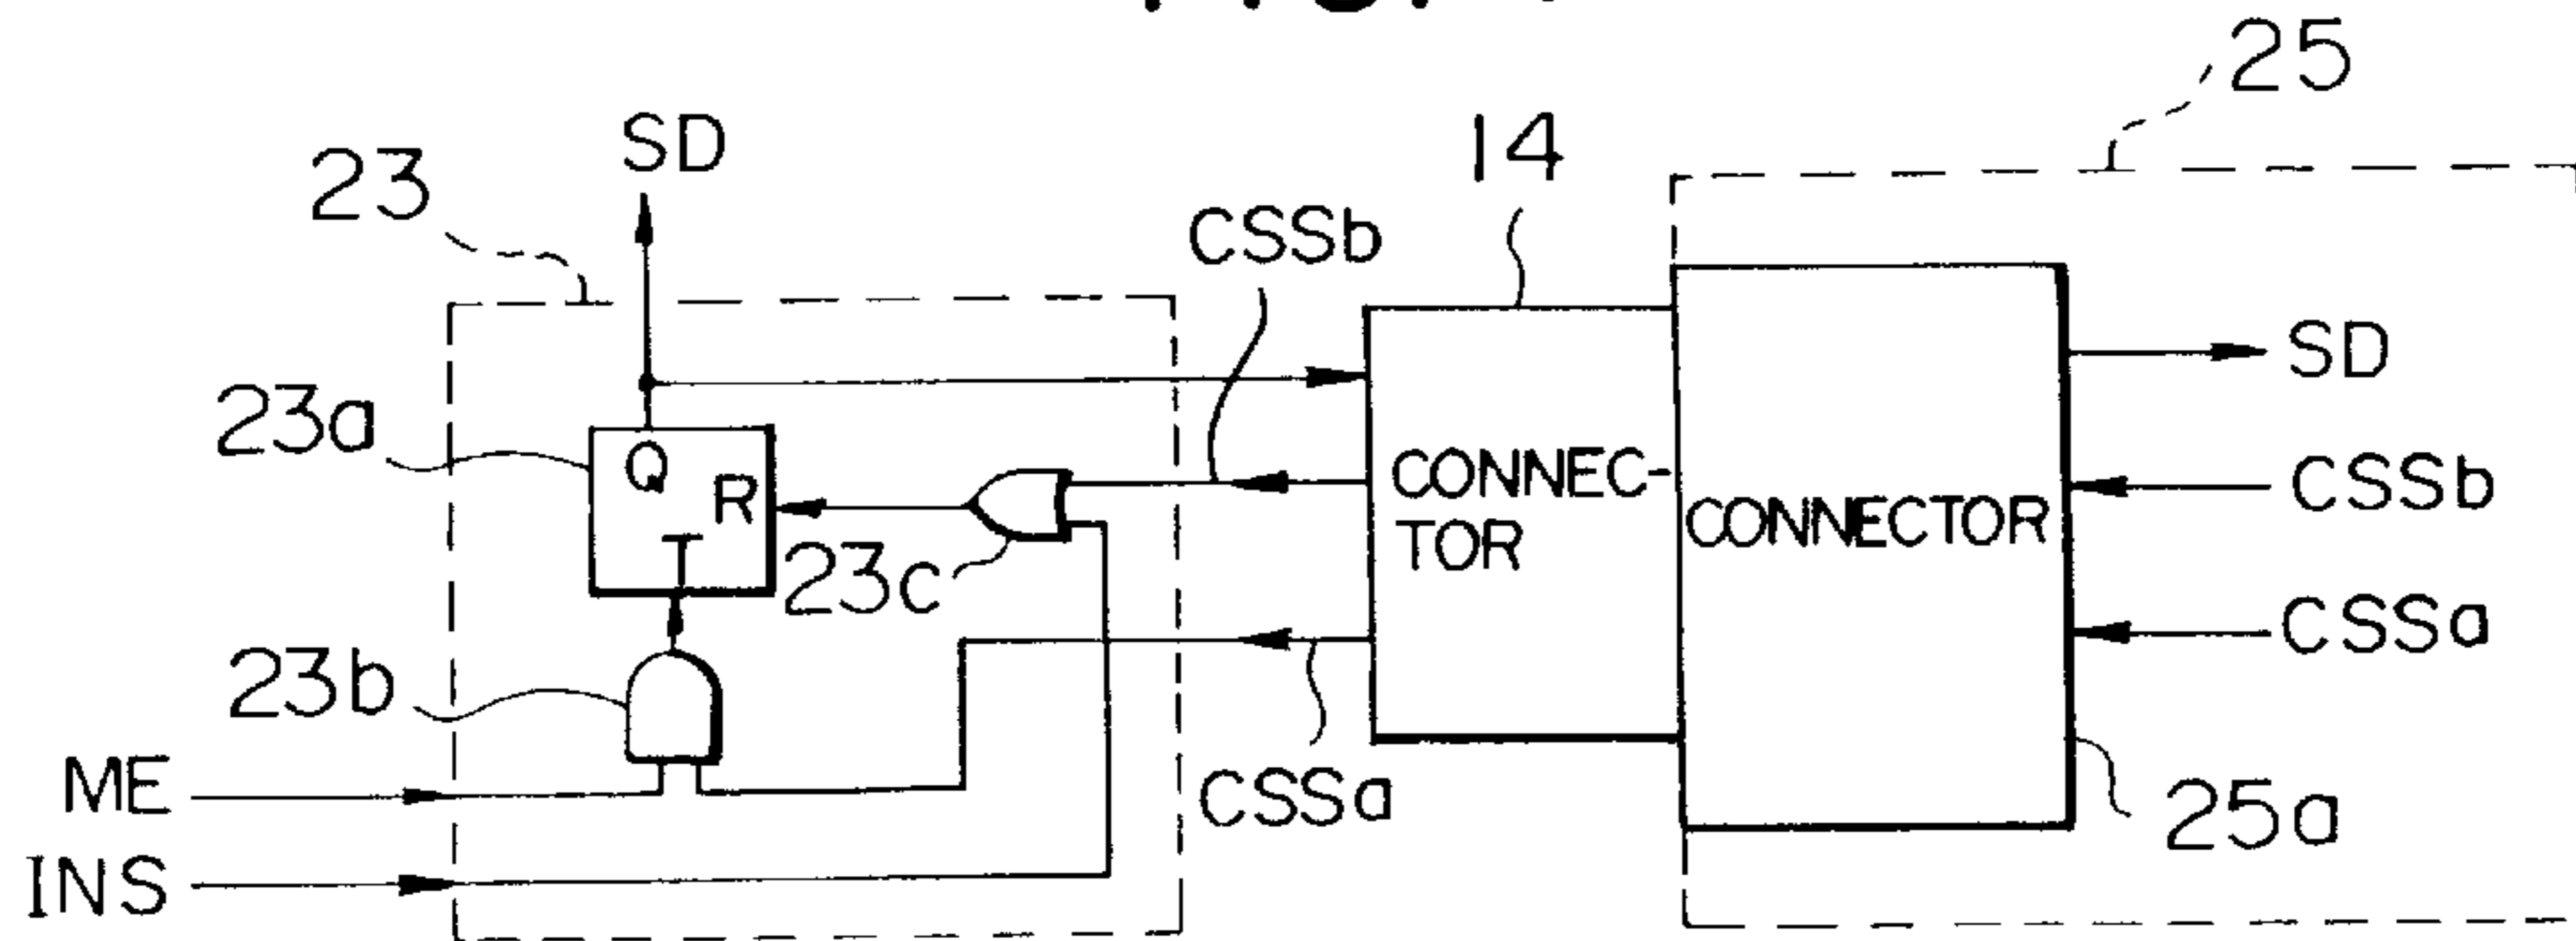 25
SD
14
23
CSSb
SD
23a
Q
R
CONNEC-
TOR
CONNECTOR
CSSb
T
23c
CSSa
23b
ME
CSSa
25a
INS